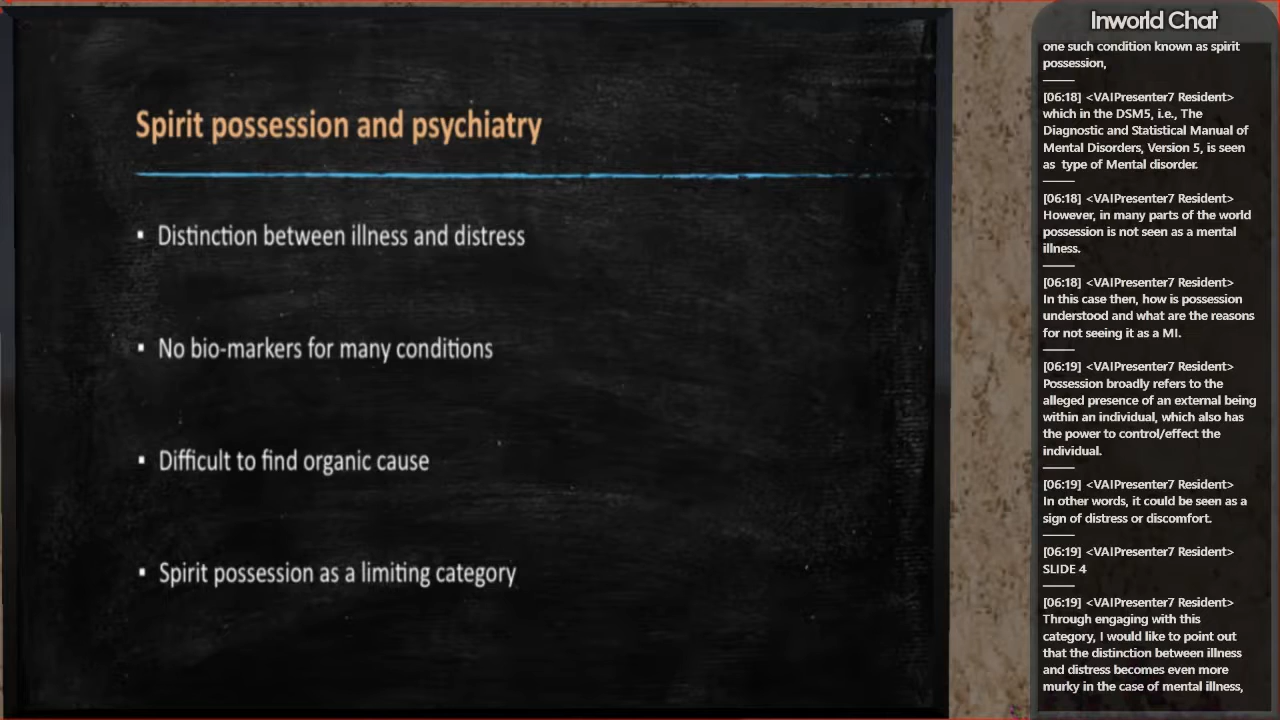 Spirit possession and psychiatry
▪ Distinction between illness and distress
▪ No bio-markers for many conditions
▪ Difficult to find organic cause
▪ Spirit possession as a limiting category
Inworld Chat
one such condition known as spirit
possession,
[06:18] <VAIPresenter7 Resident>
which in the DSM5, i.e., The
Diagnostic and Statistical Manual of
Mental Disorders, Version 5, is seen
as  type of Mental disorder.
[06:18] <VAIPresenter7 Resident>
However, in many parts of the world
possession is not seen as a mental
illness.
[06:18] <VAIPresenter7 Resident>
In this case then, how is possession
understood and what are the reasons
for not seeing it as a MI.
[06:19] <VAIPresenter7 Resident>
Possession broadly refers to the
alleged presence of an external being
within an individual, which also has
the power to control/effect the
individual.
[06:19] <VAIPresenter7 Resident>
In other words, it could be seen as a
sign of distress or discomfort.
[06:19] <VAIPresenter7 Resident>
SLIDE 4
[06:19] <VAIPresenter7 Resident>
Through engaging with this
category, I would like to point out
that the distinction between illness
and distress becomes even more
murky in the case of mental illness,